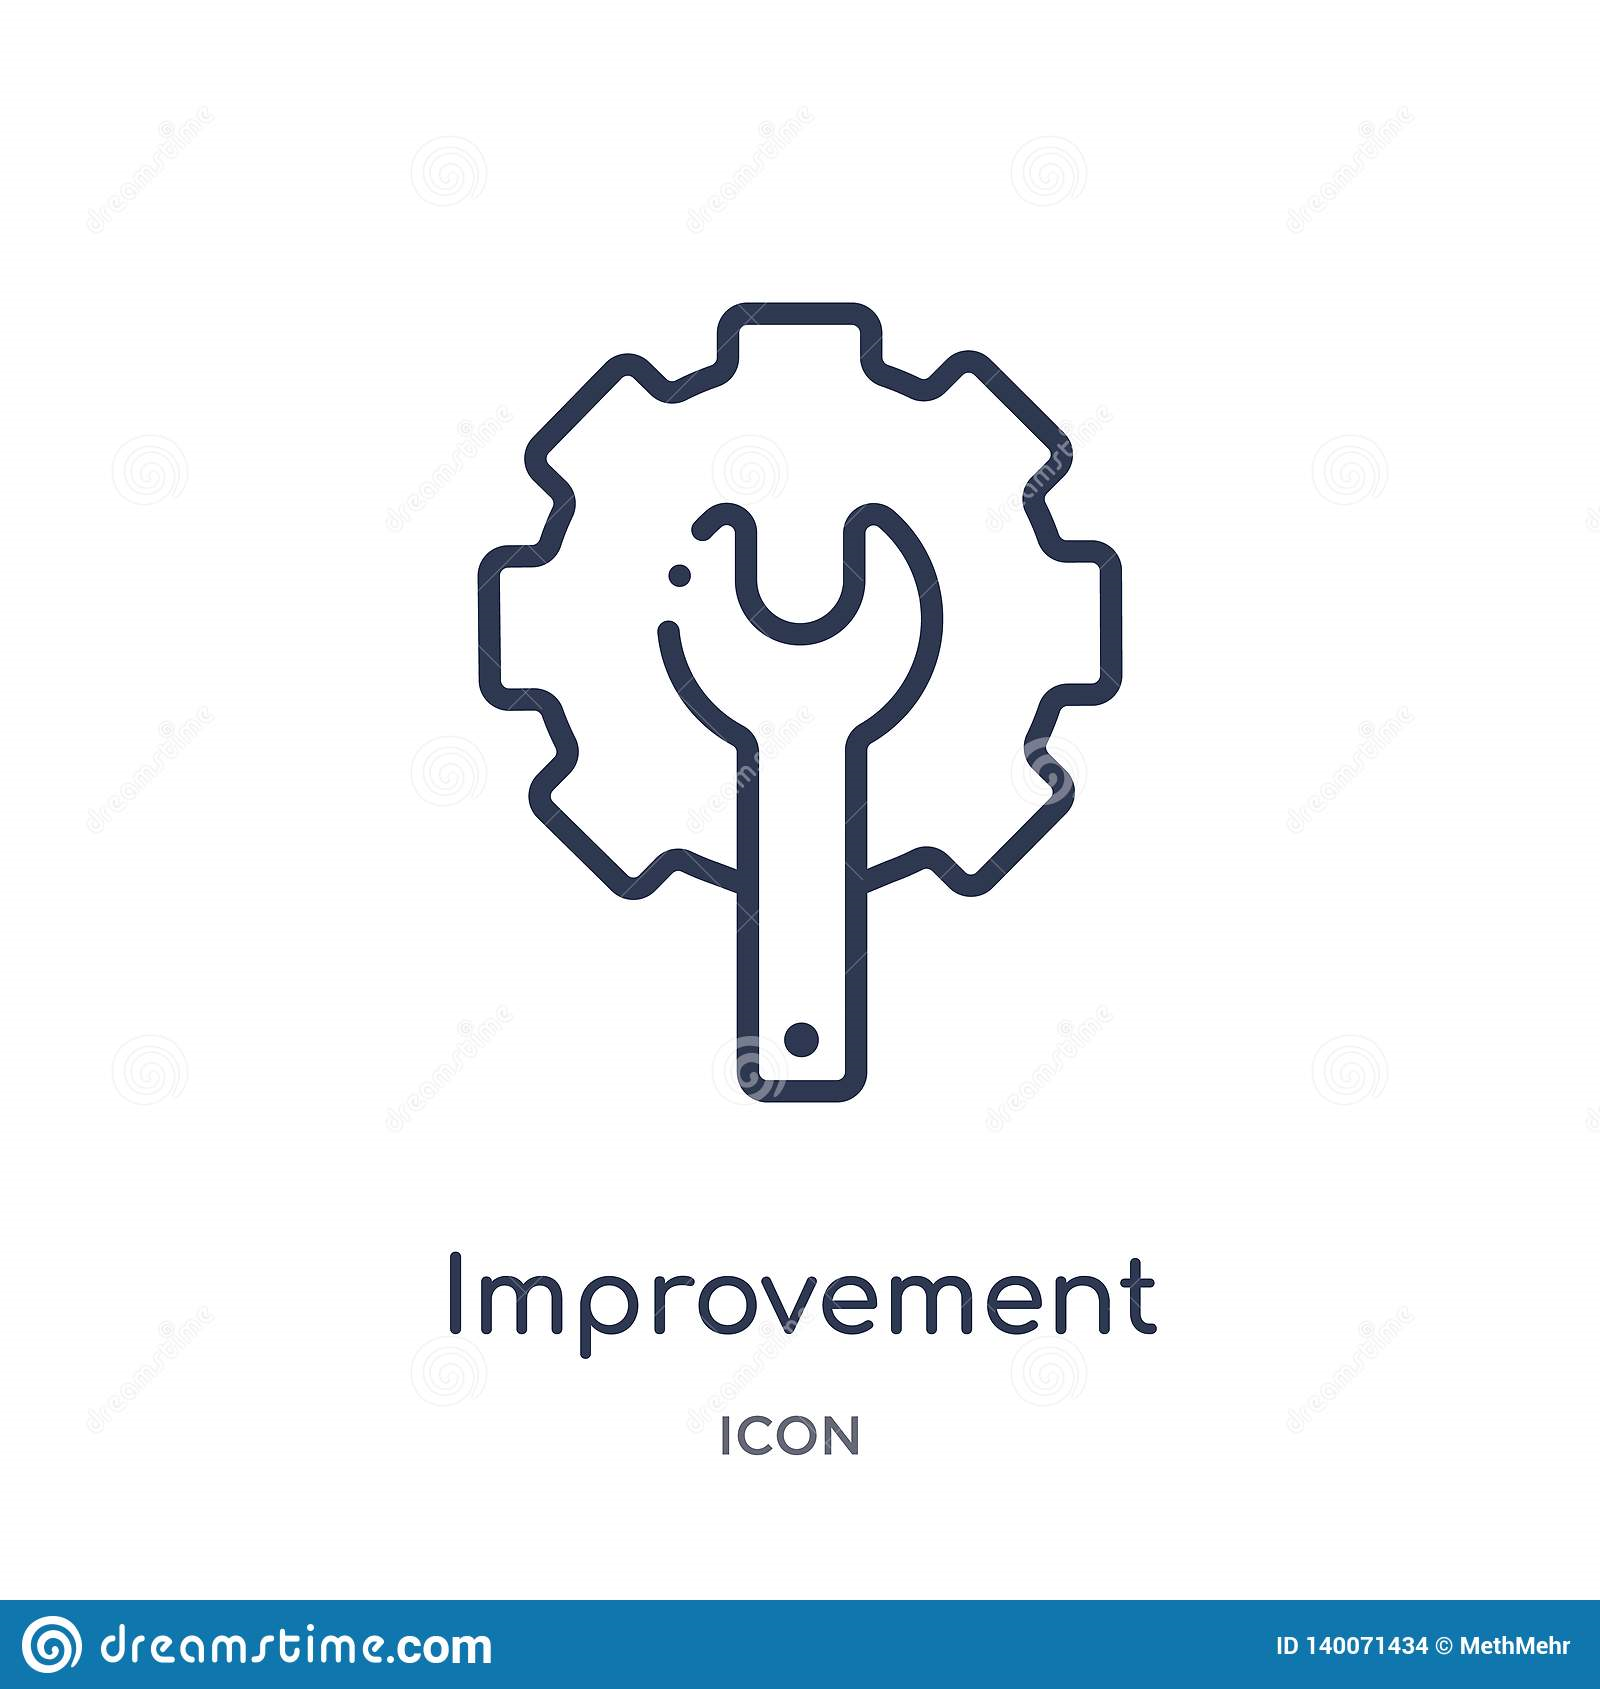 Improvement
ICON
dreamstime.com
ID 140071434 © MethMehr